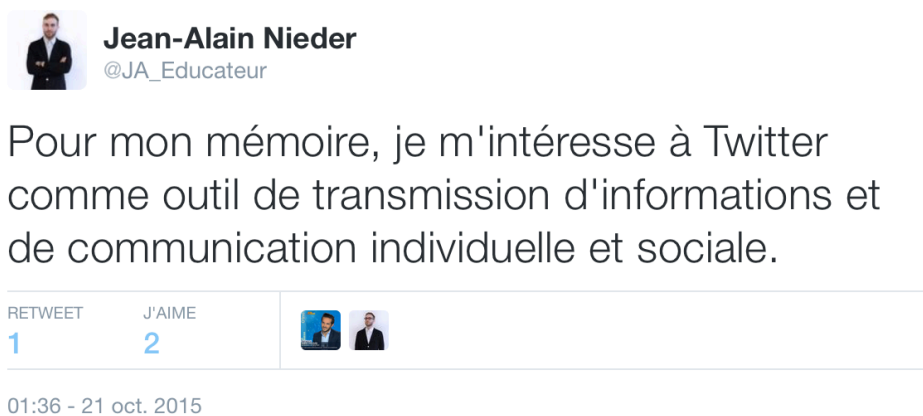 Jean-Alain Nieder
@JA_Educateur
Pour mon mémoire, je m'intéresse à Twitter
comme outil de transmission d'informations et
de communication individuelle et sociale.
RETWEET J'AIME
1 2
01:36 - 21 oct. 2015